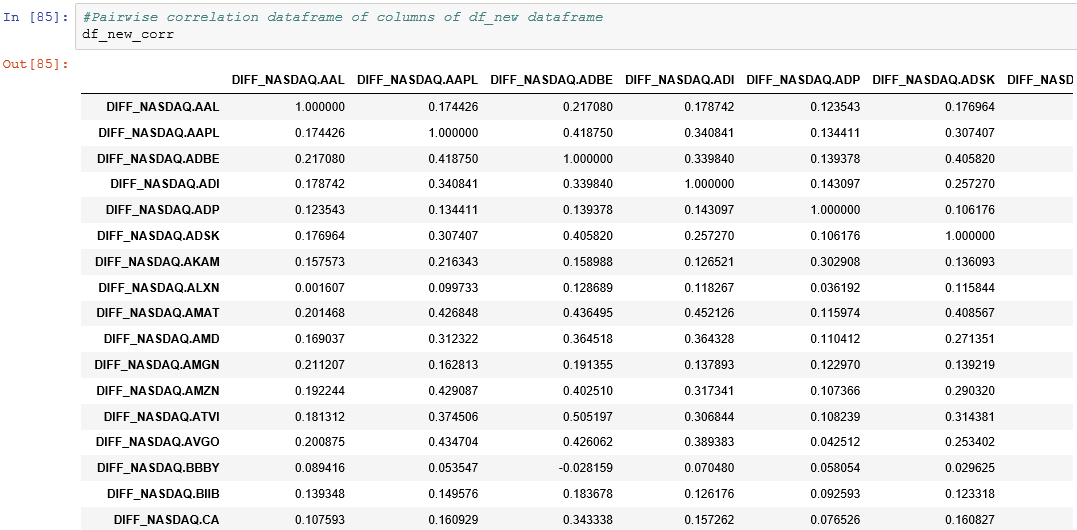 In [85]: #Pairwise correlation dataframe of columns of df_new dataframe
df_new_corr
Out[85]:
DIFF_NASDAQ.AAL DIFF_NASDAQ.AAPL DIFF_NASDAQ.ADBE DIFF_NASDAQ.ADI DIFF_NASDAQ.ADP DIFF_NASDAQ.ADSK DIFF_NASD
DIFF_NASDAQ.AAL 1.000000 0.174426 0.217080 0.178742 0.123543 0.176964
DIFF_NASDAQ.AAPL 0.174426 1.000000 0.418750 0.340841 0.134411 0.307407
DIFF_NASDAQ.ADBE 0.217080 0.418750 1.000000 0.339840 0.139378 0.405820
DIFF_NASDAQ.ADI 0.178742 0.340841 0.339840 1.000000 0.143097 0.257270
DIFF_NASDAQ.ADP 0.123543 0.134411 0.139378 0.143097 1.000000 0.106176
DIFF_NASDAQ.ADSK 0.176964 0.307407 0.405820 0.257270 0.106176 1.000000
DIFF_NASDAQ.AKAM 0.157573 0.216343 0.158988 0.126521 0.302908 0.136093
DIFF_NASDAQ.ALXN 0.001607 0.099733 0.128689 0.118267 0.036192 0.115844
DIFF_NASDAQ.AMAT 0.201468 0.426848 0.436495 0.452126 0.115974 0.408567
DIFF_NASDAQ.AMD 0.169037 0.312322 0.364518 0.364328 0.110412 0.271351
DIFF_NASDAQ.AMGN 0.211207 0.162813 0.191355 0.137893 0.122970 0.139219
DIFF_NASDAQ.AMZN 0.192244 0.429087 0.402510 0.317341 0.107366 0.290320
DIFF_NASDAQ.ATVI 0.181312 0.374506 0.505197 0.306844 0.108239 0.314381
DIFF_NASDAQ.AVGO 0.200875 0.434704 0.426062 0.389383 0.042512 0.253402
DIFF_NASDAQ.BBBY 0.089416 0.053547 -0.028159 0.070480 0.058054 0.029625
DIFF_NASDAQ.BIIB 0.139348 0.149576 0.183678 0.126176 0.092593 0.123318
DIFF_NASDAQ.CA 0.107593 0.160929 0.343338 0.157262 0.076526 0.160827